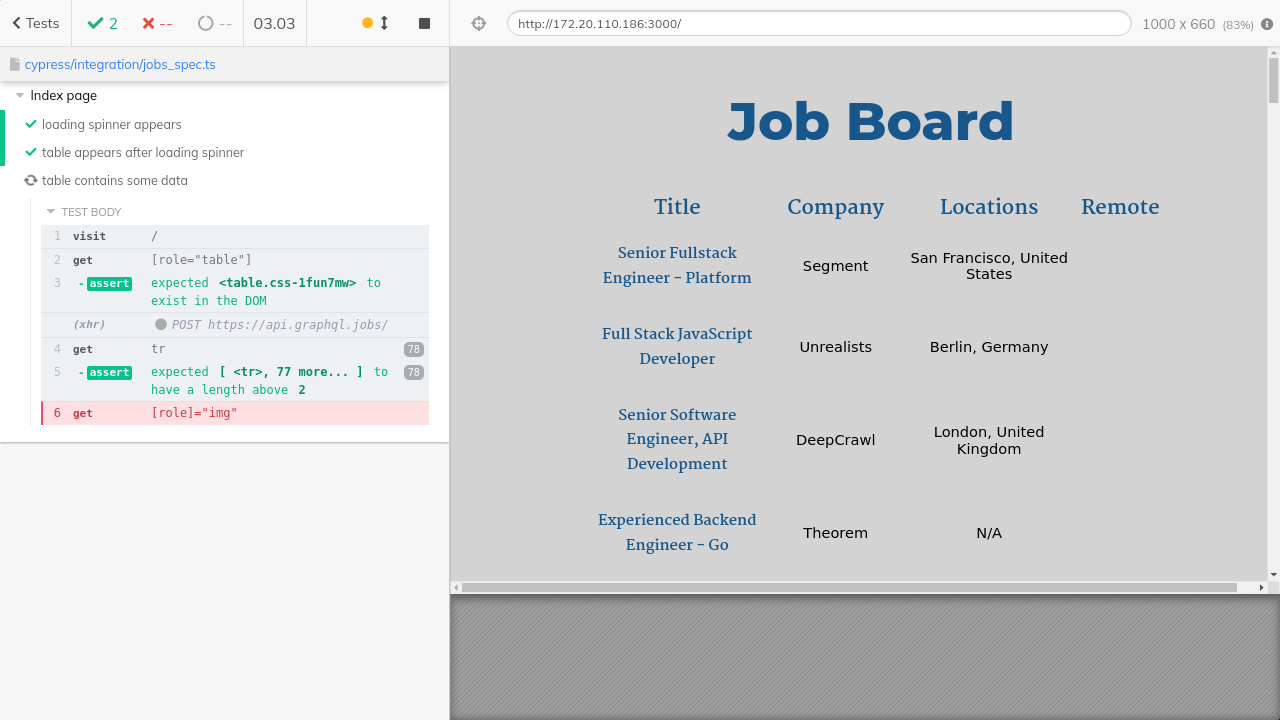 Tests
2
--
--
03.03
http://172.20.110.186:3000/
1000 x 660 (83%)
cypress/integration/jobs_spec.ts
Index page
loading spinner appears
table appears after loading spinner
table contains some data
TEST BODY
1 visit /
2 get [role="table"]
3 - assert expected <table.css-1fun7mw> to
exist in the DOM
(xhr) POST https://api.graphql.jobs/
4 get tr 78
5 - assert expected [ <tr>, 77 more... ] to 78
have a length above 2
6 get [role]="img"
Job Board
Title Company Locations Remote
Senior Fullstack
Engineer - Platform
Segment
San Francisco, United
States
Full Stack JavaScript
Developer
Unrealists
Berlin, Germany
Senior Software
Engineer, API
Development
DeepCrawl
London, United
Kingdom
Experienced Backend
Engineer - Go
Theorem
N/A